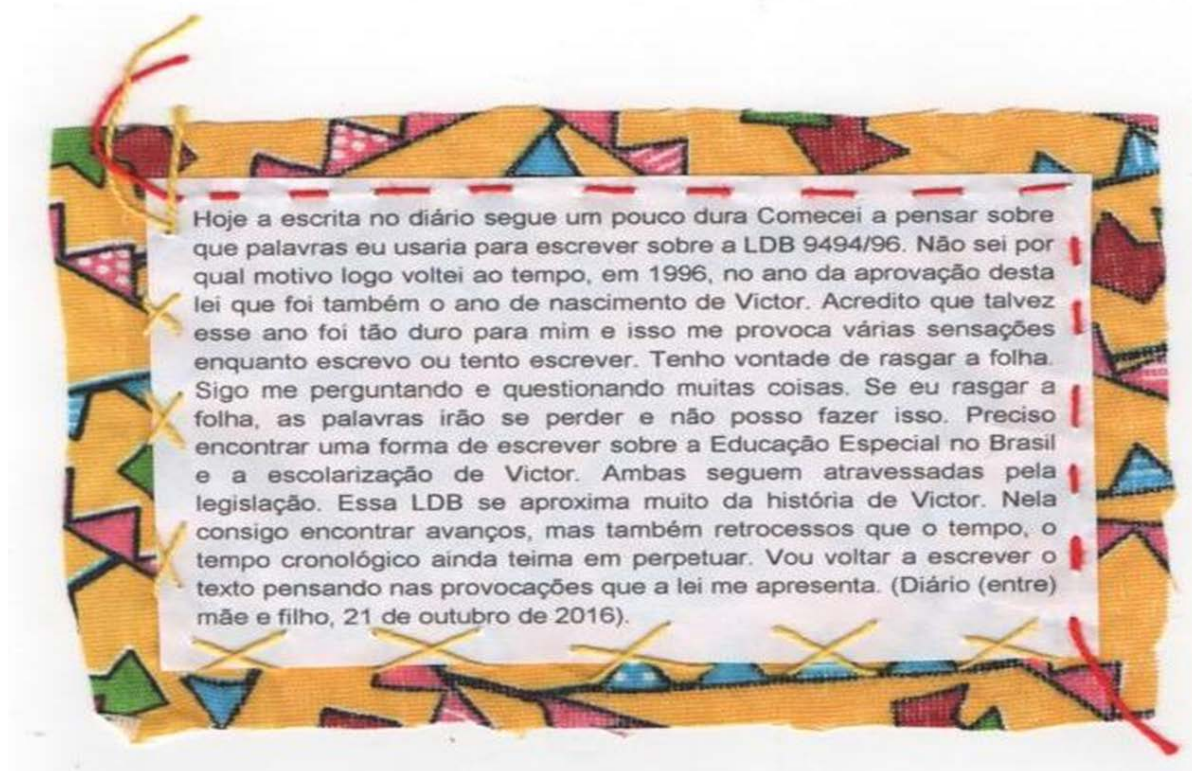 Hoje a escrita no diário segue um pouco dura Comecei a pensar sobre
que palavras eu usaria para escrever sobre a LDB 9494/96. Não sei por
qual motivo logo voltei ao tempo, em 1996, no ano da aprovação desta
lei que foi também o ano de nascimento de Victor. Acredito que talvez
esse ano foi tão duro para mim e isso me provoca várias sensações
enquanto escrevo ou tento escrever. Tenho vontade de rasgar a folha.
Sigo me perguntando e questionando muitas coisas. Se eu rasgar a
folha, as palavras irão se perder e não posso fazer isso. Preciso
encontrar uma forma de escrever sobre a Educação Especial no Brasil
e a escolarização de Victor. Ambas seguem atravessadas pela
legislação. Essa LDB se aproxima muito da história de Victor. Nela
consigo encontrar avanços, mas também retrocessos que o tempo, o
tempo cronológico ainda teima em perpetuar. Vou voltar a escrever o
texto pensando nas provocações que a lei me apresenta. (Diário (entre)
mãe e filho, 21 de outubro de 2016).